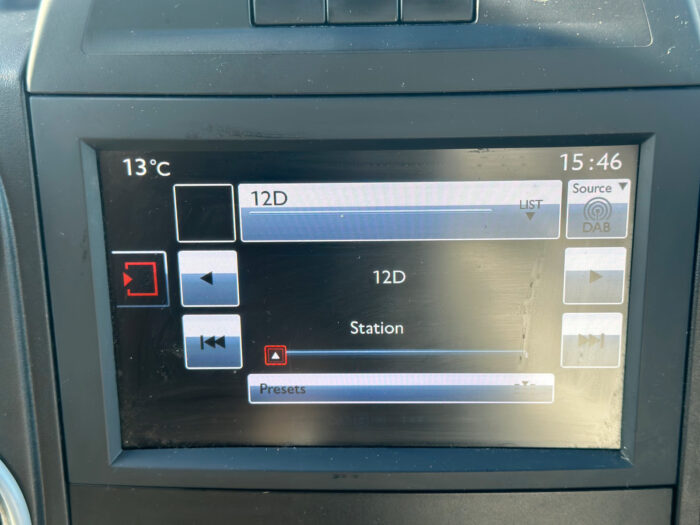 13°C
15:46
12D
LIST
Source
DAB
12D
Station
Presets